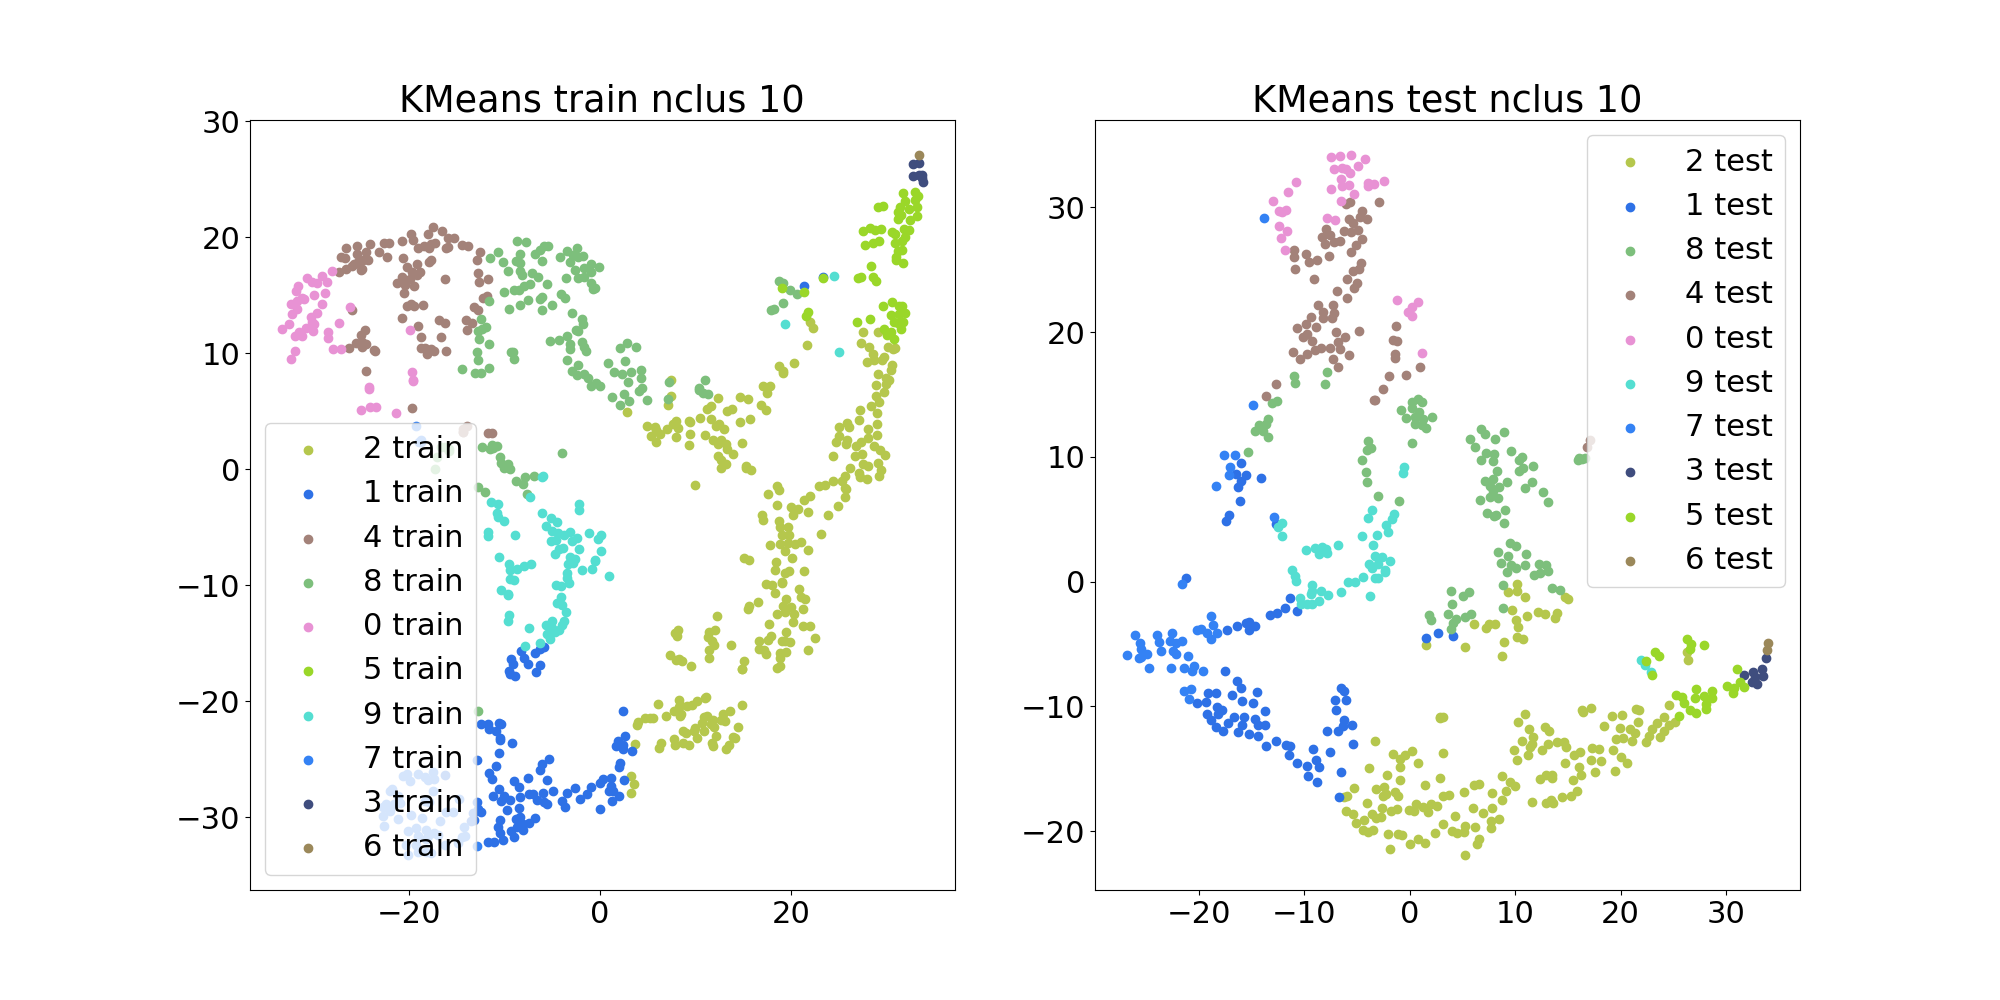 KMeans train nclus 10
30
20
10
0
−10
−20
−30
−20
0
20
2 train
1 train
4 train
8 train
0 train
5 train
9 train
7 train
3 train
6 train
KMeans test nclus 10
30
20
10
0
−10
−20
−20
−10
0
10
20
30
2 test
1 test
8 test
4 test
0 test
9 test
7 test
3 test
5 test
6 test